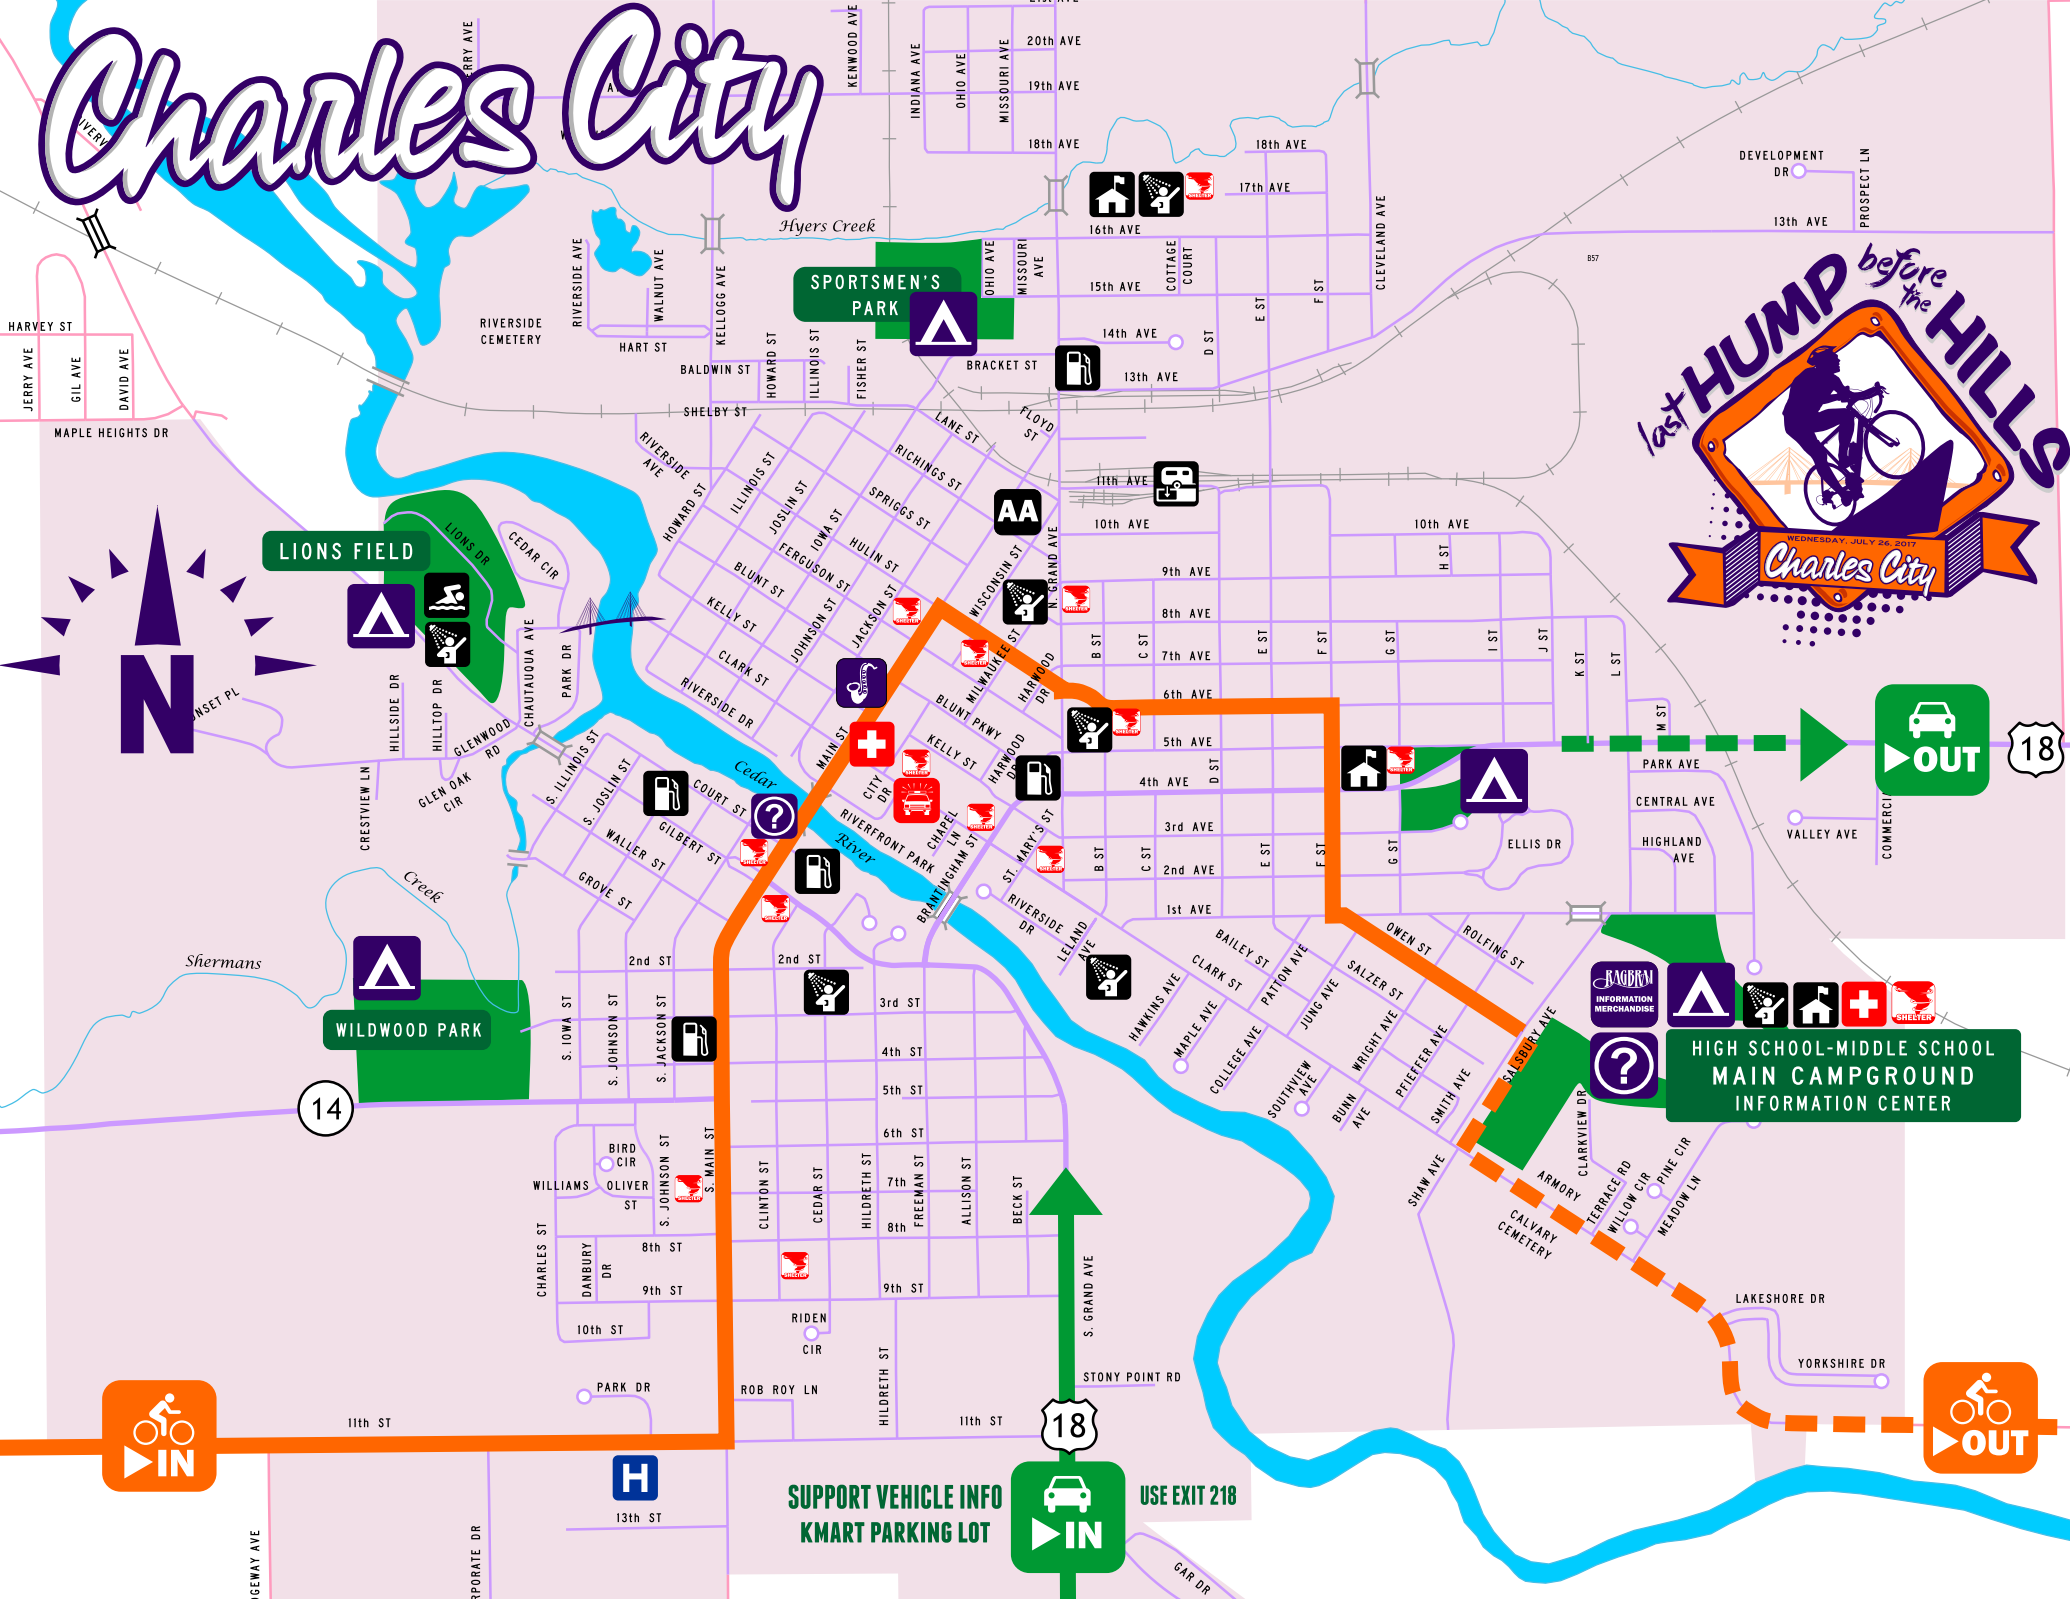 Charles City
KENWOOD AVE
INDIANA AVE
OHIO AVE
MISSOURI AVE
20th AVE
19th AVE
18th AVE
18th AVE
17th AVE
16th AVE
15th AVE
14th AVE
13th AVE
CLEVELAND AVE
DEVELOPMENT
DR
PROSPECT LN
13th AVE
B57
Hyers Creek
RIVERSIDE AVE
WALNUT AVE
KELLOGG AVE
RIVERSIDE
CEMETERY
HART ST
SPORTSMEN'S
PARK
OHIO AVE
MISSOURI
AVE
COTTAGE
COURT
D ST
E ST
F ST
BRACKET ST
BALDWIN ST
HOWARD ST
ILLINOIS ST
FISHER ST
SHELBY ST
HARVEY ST
JERRY AVE
GIL AVE
DAVID AVE
MAPLE HEIGHTS DR
last HUMP before the HILLS
WEDNESDAY, JULY 26, 2017
Charles City
LANE ST
FLOYD
ST
RIVERSIDE
AVE
RICHINGS ST
SPRIGGS ST
HOWARD ST
ILLINOIS ST
JOSLIN ST
IOWA ST
HULIN ST
FERGUSON ST
BLUNT ST
KELLY ST
JOHNSON ST
JACKSON ST
CLARK ST
RIVERSIDE DR
WISCONSIN ST
MILWAUKEE ST
HARWOOD
DR
AA
N. GRAND AVE
11th AVE
10th AVE
10th AVE
9th AVE
8th AVE
7th AVE
6th AVE
5th AVE
4th AVE
3rd AVE
2nd AVE
1st AVE
B ST
C ST
E ST
F ST
G ST
H ST
I ST
J ST
K ST
L ST
M ST
LIONS FIELD
LIONS DR
CEDAR CIR
CHAUTAUQUA AVE
PARK DR
HILLSIDE DR
HILLTOP DR
GLENWOOD
RD
GLEN OAK
CIR
CRESTVIEW LN
N
MAIN ST
CITY
DR
BLUNT PKWY
KELLY ST
HARWOOD
CHAPEL
LN
BRANTINGHAM ST
ST. MARY'S ST
RIVERFRONT PARK
Cedar
River
D ST
B ST
C ST
E ST
F ST
G ST
ELLIS DR
PARK AVE
CENTRAL AVE
HIGHLAND
AVE
VALLEY AVE
OUT
18
S. ILLINOIS ST
S. JOSLIN ST
COURT ST
GILBERT ST
WALLER ST
GROVE ST
Creek
Shermans
WILDWOOD PARK
14
RIVERSIDE
DR
LELAND
AVE
HAWKINS AVE
MAPLE AVE
COLLEGE AVE
BAILEY ST
CLARK ST
PATTON AVE
JUNG AVE
SALZER ST
OWEN ST
ROLFING ST
WRIGHT AVE
PFIEFFER AVE
SMITH AVE
SOUTHVIEW
AVE
BUNN
AVE
SALSBURY AVE
SHAW AVE
RAGBRAI
INFORMATION
MERCHANDISE
SHELTER
HIGH SCHOOL-MIDDLE SCHOOL
MAIN CAMPGROUND
INFORMATION CENTER
CLARKVIEW DR
ARMORY
TERRACE RD
WILLOW CIR
PINE CIR
MEADOW LN
CALVARY
CEMETERY
LAKESHORE DR
YORKSHIRE DR
OUT
2nd ST
2nd ST
3rd ST
4th ST
5th ST
6th ST
7th
8th
9th ST
S. IOWA ST
S. JOHNSON ST
S. JACKSON ST
BIRD
CIR
WILLIAMS
OLIVER
ST
S. JOHNSON ST
S. MAIN ST
CHARLES ST
DANBURY
DR
8th ST
9th ST
10th ST
CLINTON ST
CEDAR ST
HILDRETH ST
FREEMAN ST
ALLISON ST
BECK ST
S. GRAND AVE
RIDEN
CIR
HILDRETH ST
PARK DR
ROB ROY LN
11th ST
11th ST
STONY POINT RD
IN
H
13th ST
18
SUPPORT VEHICLE INFO
KMART PARKING LOT
USE EXIT 218
IN
GAR DR